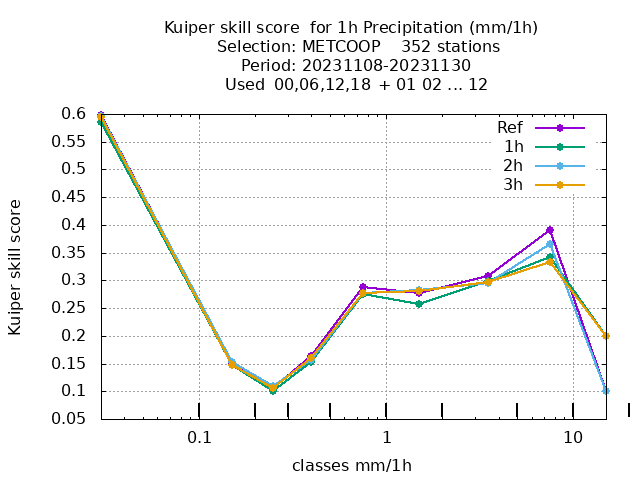 Kuiper skill score  for 1h Precipitation (mm/1h)
Selection: METCOOP    352 stations
Period: 20231108-20231130
Used  00,06,12,18  + 01 02 ... 12
Ref
1h
2h
3h
0.6
0.55
0.5
0.45
0.4
0.35
0.3
0.25
0.2
0.15
0.1
0.05
Kuiper skill score
0.1 1 10
classes mm/1h